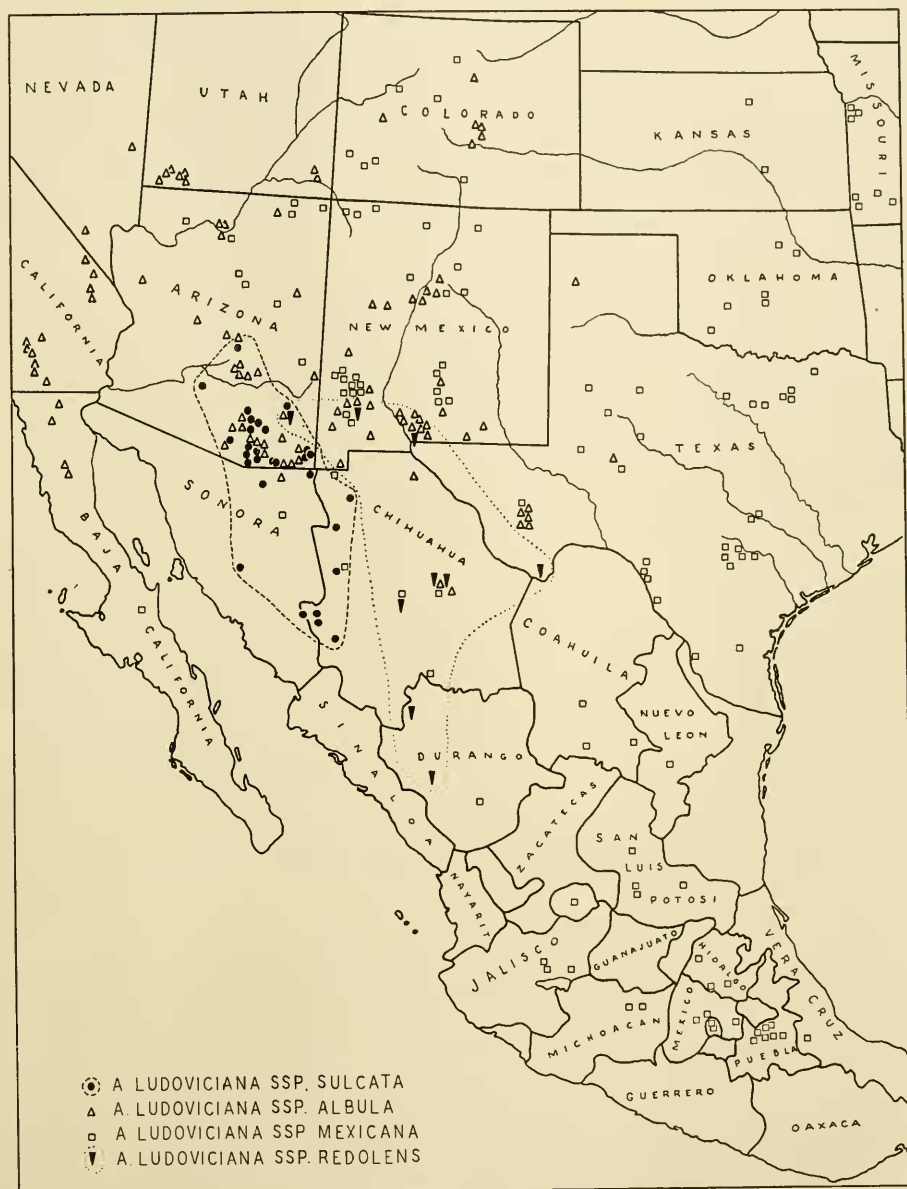 NEVADA
UTAH
COLORADO
KANSAS
MISSOURI
CALIFORNIA
ARIZONA
NEW MEXICO
OKLAHOMA
TEXAS
BAJA CALIFORNIA
SONORA
CHIHUAHUA
COAHUILA
NUEVO
LEON
SINALOA
DURANGO
ZACATECAS
SAN
LUIS
POTOSI
NAYARIT
JALISCO
GUANAJUATO
HIDALGO
VERA CRUZ
MICHOACAN
MEXICO
PUEBLA
GUERRERO
OAXACA
A LUDOVICIANA SSP. SULCATA
A. LUDOVICIANA SSP. ALBULA
A LUDOVICIANA SSP MEXICANA
A. LUDOVICIANA SSP. REDOLENS